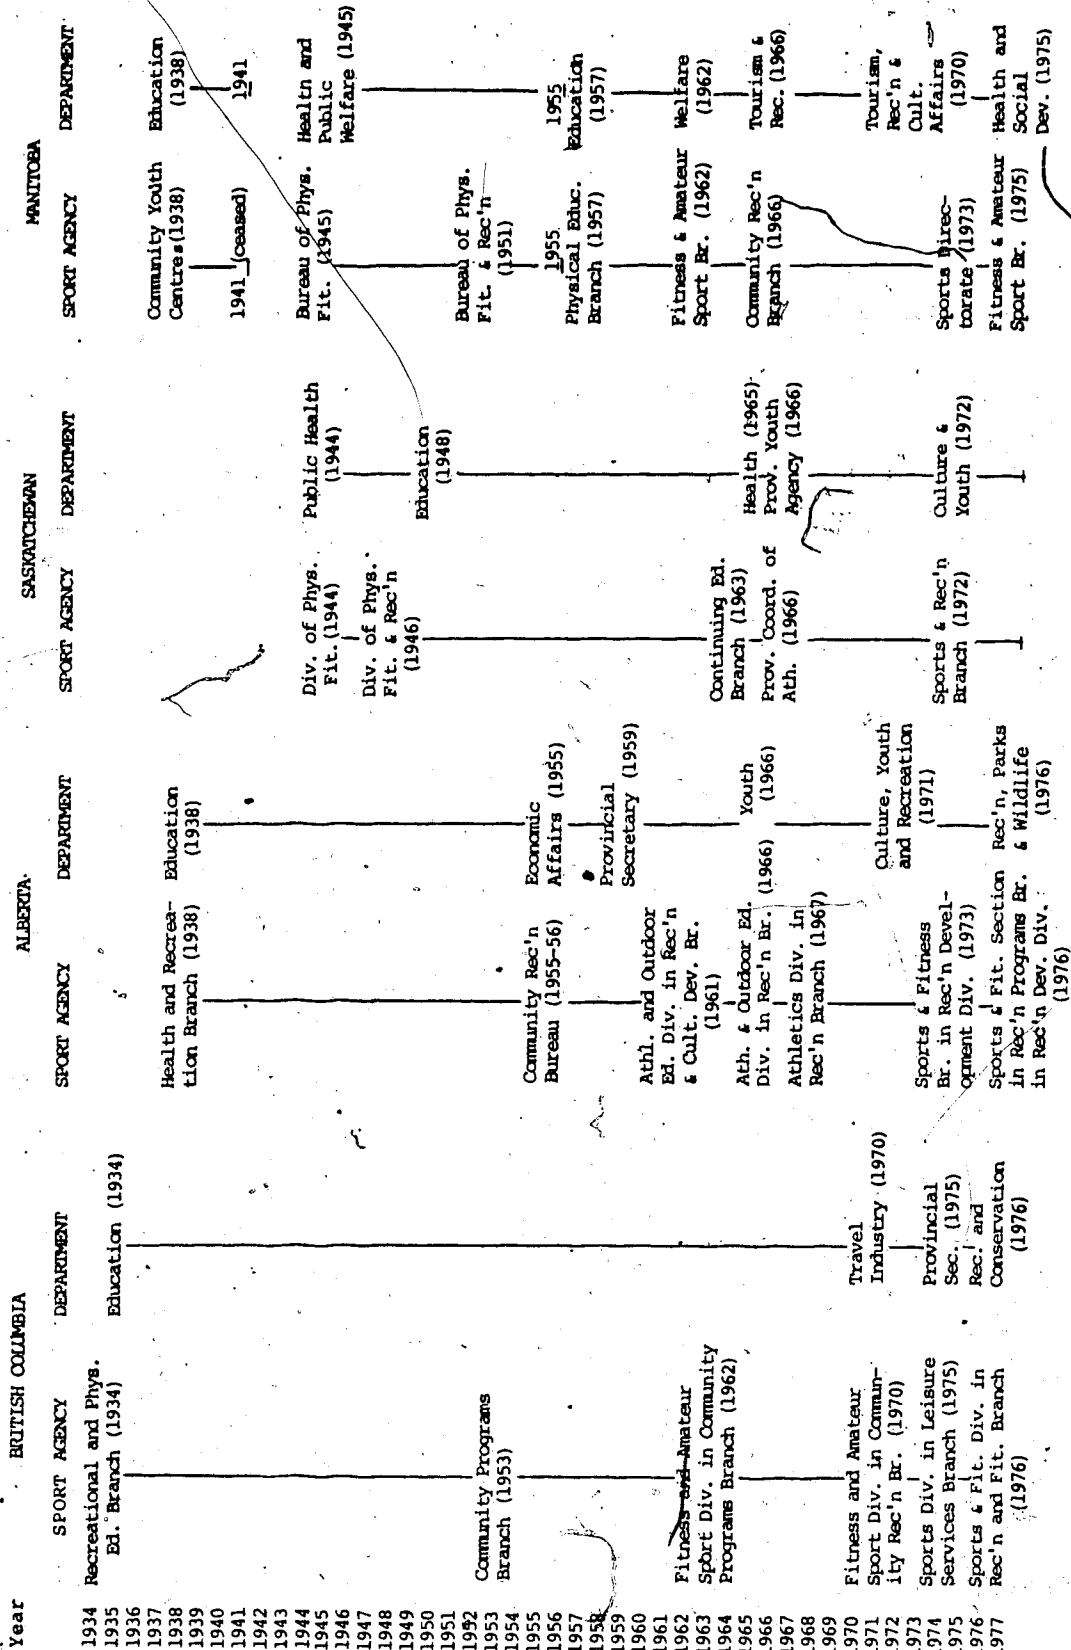 Year
1934
1935
1936
1937
1938
1939
1940
1941
1942
1943
1944
1945
1946
1947
1948
1949
1950
1951
1952
1953
1954
1955
1956
1957
1958
1959
1960
1961
1962
1963
1964
1965
1966
1967
1968
1969
1970
1971
1972
1973
1974
1975
1976
1977
BRITISH COLUMBIA
SPORT AGENCY
Recreational and Phys.
Ed. Branch (1934)
Community Programs
Branch (1953)
Fitness and Amateur
Sport Div. in Community
Programs Branch (1962)
Fitness and Amateur
Sport Div. in Commun-
ity Rec'n Br. (1970)
Sports Div. in Leisure
Services Branch (1975)
Sports & Fit. Div. in
Rec'n and Fit. Branch
(1976)
DEPARTMENT
Education (1934)
Travel
Industry (1970)
Provincial
Sec. (1975)
Rec. and
Conservation
(1976)
ALBERTA
SPORT AGENCY
Health and Recrea-
tion Branch (1938)
Community Rec'n
Bureau (1955-56)
Athl. and Outdoor
Ed. Div. in Rec'n
& Cult. Dev. Br.
(1961)
Ath. & Outdoor Ed.
Div. in Rec'n Br. (1966)
Athletics Div. in
Rec'n Branch (1967)
Sports & Fitness
Br. in Rec'n Devel-
opment Div. (1973)
Sports & Fit. Section
in Rec'n Programs Br.
in Rec'n Dev. Div.
(1976)
DEPARTMENT
Education
(1938)
Economic
Affairs (1955)
Provincial
Secretary (1959)
Youth
(1966)
Culture, Youth
and Recreation
(1971)
Rec'n, Parks
& Wildlife
(1976)
SASKATCHEWAN
SPORT AGENCY
Div. of Phys.
Fit. (1944)
Div. of Phys.
Fit. & Rec'n
(1946)
Continuing Ed.
Branch (1963)
Prov. Coord. of
Ath. (1966)
Sports & Rec'n
Branch (1972)
DEPARTMENT
Public Health
(1944)
Education
(1948)
Health (1965)
Prov. Youth
Agency (1966)
Culture &
Youth (1972)
MANITOBA
SPORT AGENCY
Community Youth
Centres (1938)
1941 (ceased)
Bureau of Phys.
Fit. (1945)
Bureau of Phys.
Fit. & Rec'n
(1951)
1955
Physical Educ.
Branch (1957)
Fitness & Amateur
Sport Br. (1962)
Community Rec'n
Branch (1966)
Sports Direc-
torate (1973)
Fitness & Amateur
Sport Br. (1975)
DEPARTMENT
Education
(1938)
1941
Healtn and
Public
Welfare (1945)
1955
Education
(1957)
Welfare
(1962)
Tourism &
Rec. (1966)
Tourism,
Rec'n &
Cult.
Affairs
(1970)
Health and
Social
Dev. (1975)